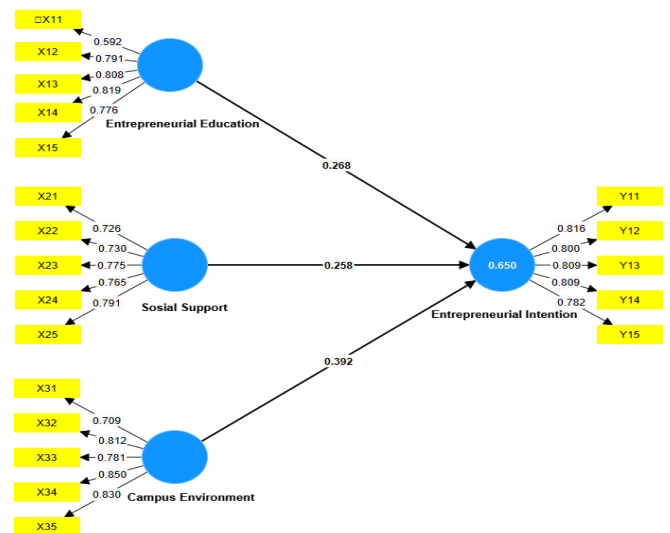 □X11
0.592
X12
0.791
X13
0.808
X14
0.819
X15
0.776
Entrepreneurial Education
0.268
X21
0.726
X22
0.730
X23
0.775
X24
0.765
X25
0.791
Sosial Support
0.258
X31
0.709
X32
0.812
X33
0.781
X34
0.850
X35
0.830
Campus Environment
0.392
0.650
Entrepreneurial Intention
Y11
0.816
Y12
0.800
Y13
0.809
Y14
0.809
Y15
0.782